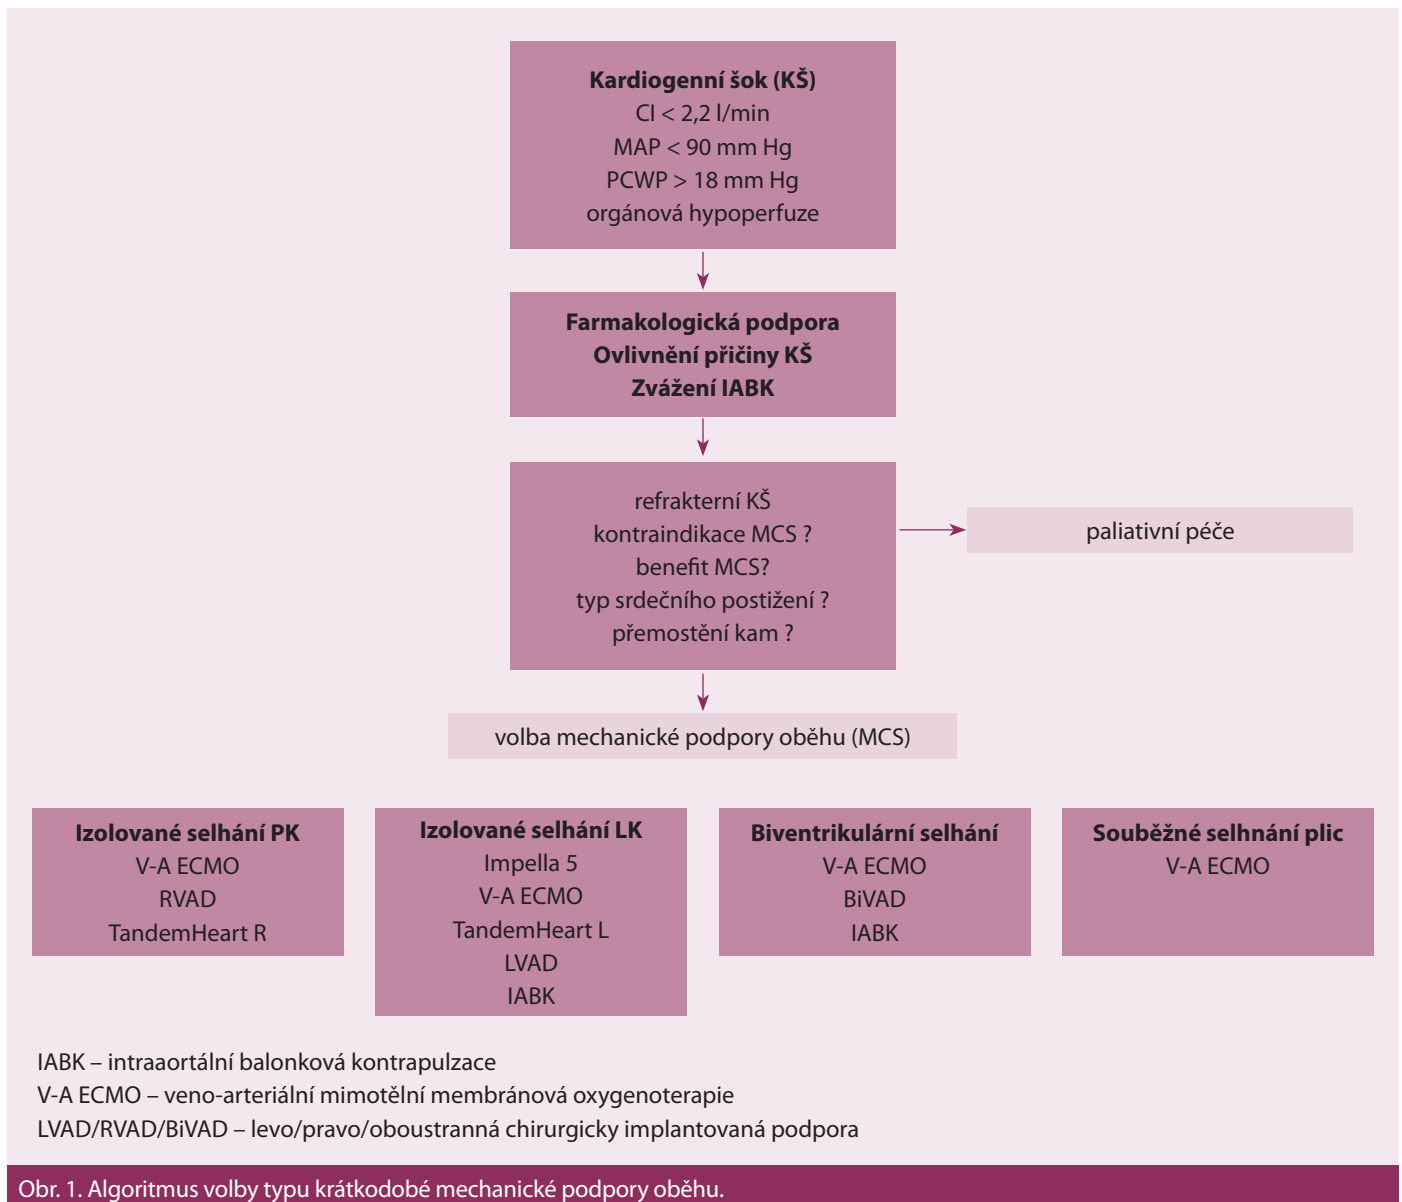 Kardiogenní šok (KŠ)
CI < 2,2 l/min
MAP < 90 mm Hg
PCWP > 18 mm Hg
orgánová hypoperfuze
Farmakologická podpora
Ovlivnění přičiny KŠ
Zvážení IABK
refrakterní KŠ
kontraindikace MCS ?
benefit MCS?
typ srdečního postižení ?
přemostění kam ?
paliativní péče
volba mechanické podpory oběhu (MCS)
Izolované selhání PK
V-A ECMO
RVAD
TandemHeart R
Izolované selhání LK
Impella 5
V-A ECMO
TandemHeart L
LVAD
IABK
Biventrikulární selhání
V-A ECMO
BiVAD
IABK
Souběžné selhnání plic
V-A ECMO
IABK – intraaortální balonková kontrapulzace
V-A ECMO – veno-arteriální mimotělní membránová oxygenoterapie
LVAD/RVAD/BiVAD – levo/pravo/oboustranná chirurgicky implantovaná podpora
Obr. 1. Algoritmus volby typu krátkodobé mechanické podpory oběhu.